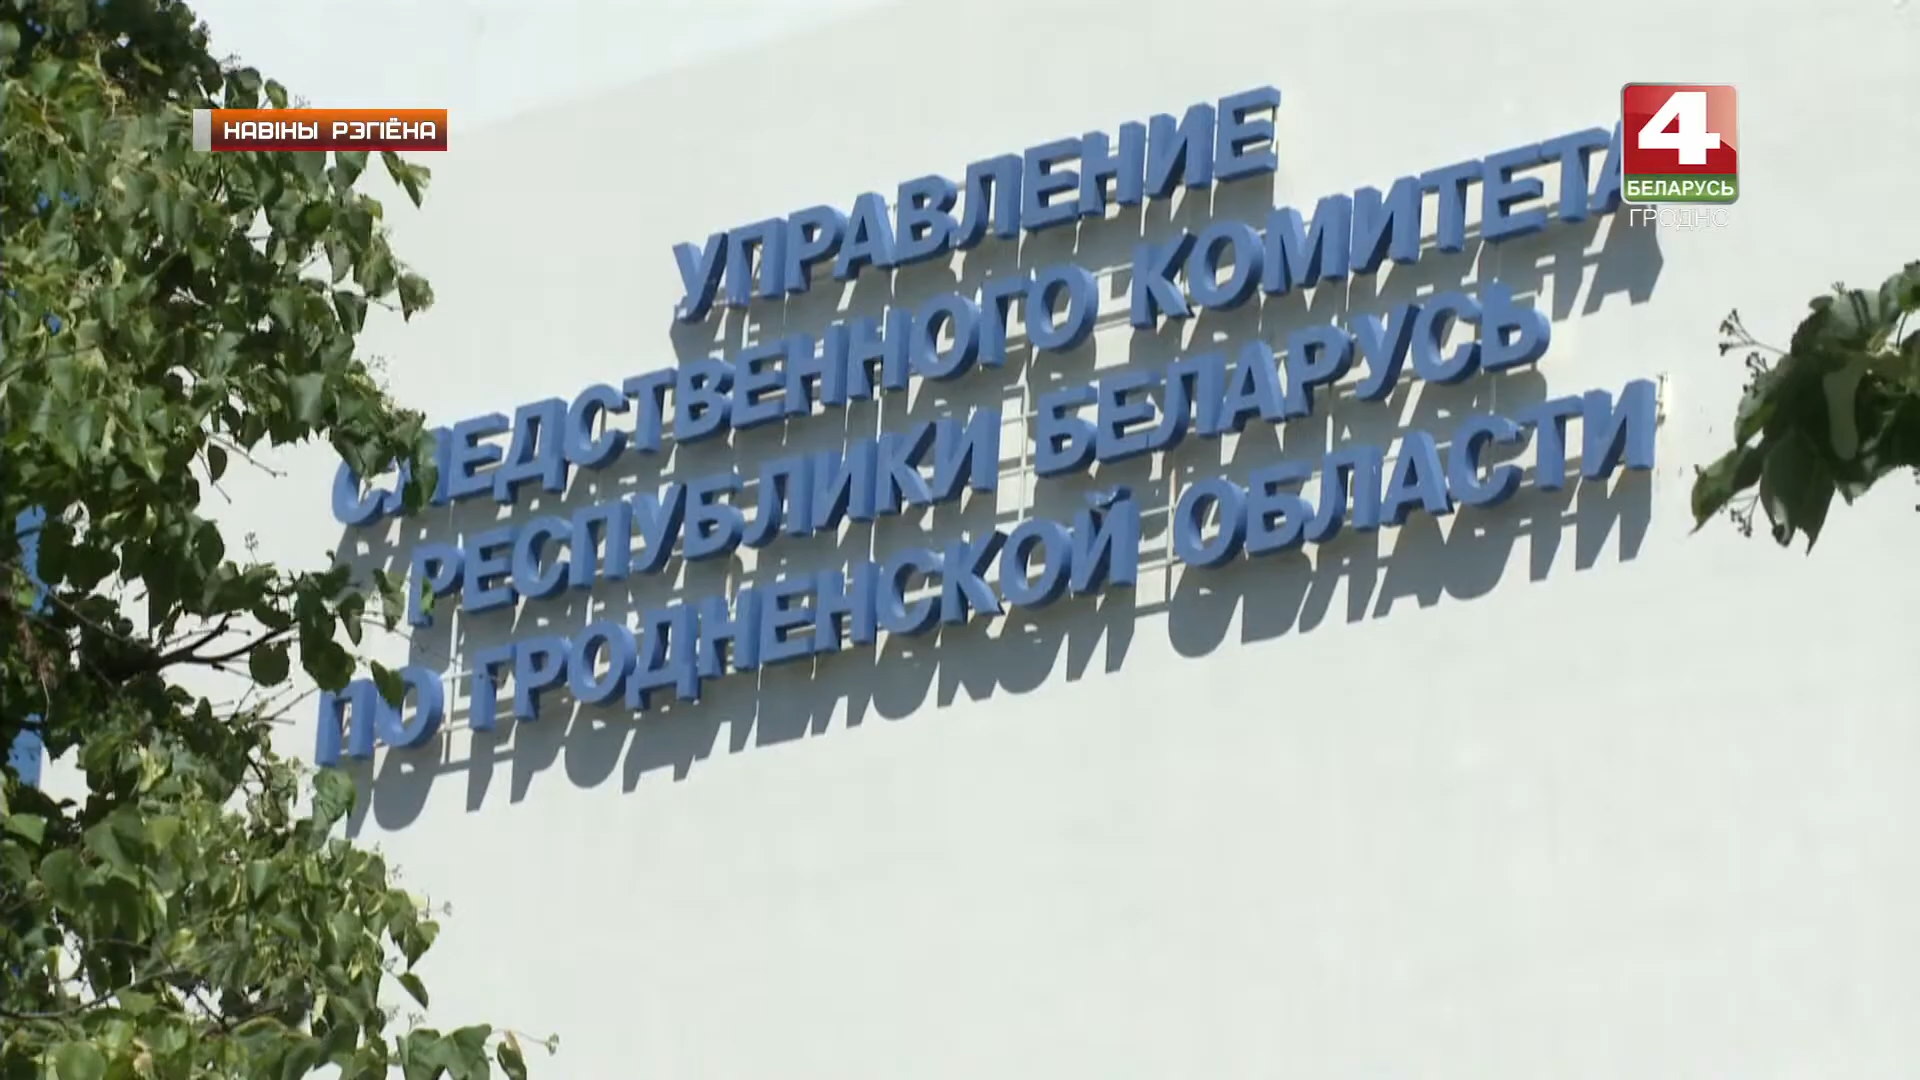 НАВІНЫ РЭГІЁНА
4
БЕЛАРУСЬ
ГРОДНО
УПРАВЛЕНИЕ
СЛЕДСТВЕННОГО КОМИТЕТА
РЕСПУБЛИКИ БЕЛАРУСЬ
ПО ГРОДНЕНСКОЙ ОБЛАСТИ